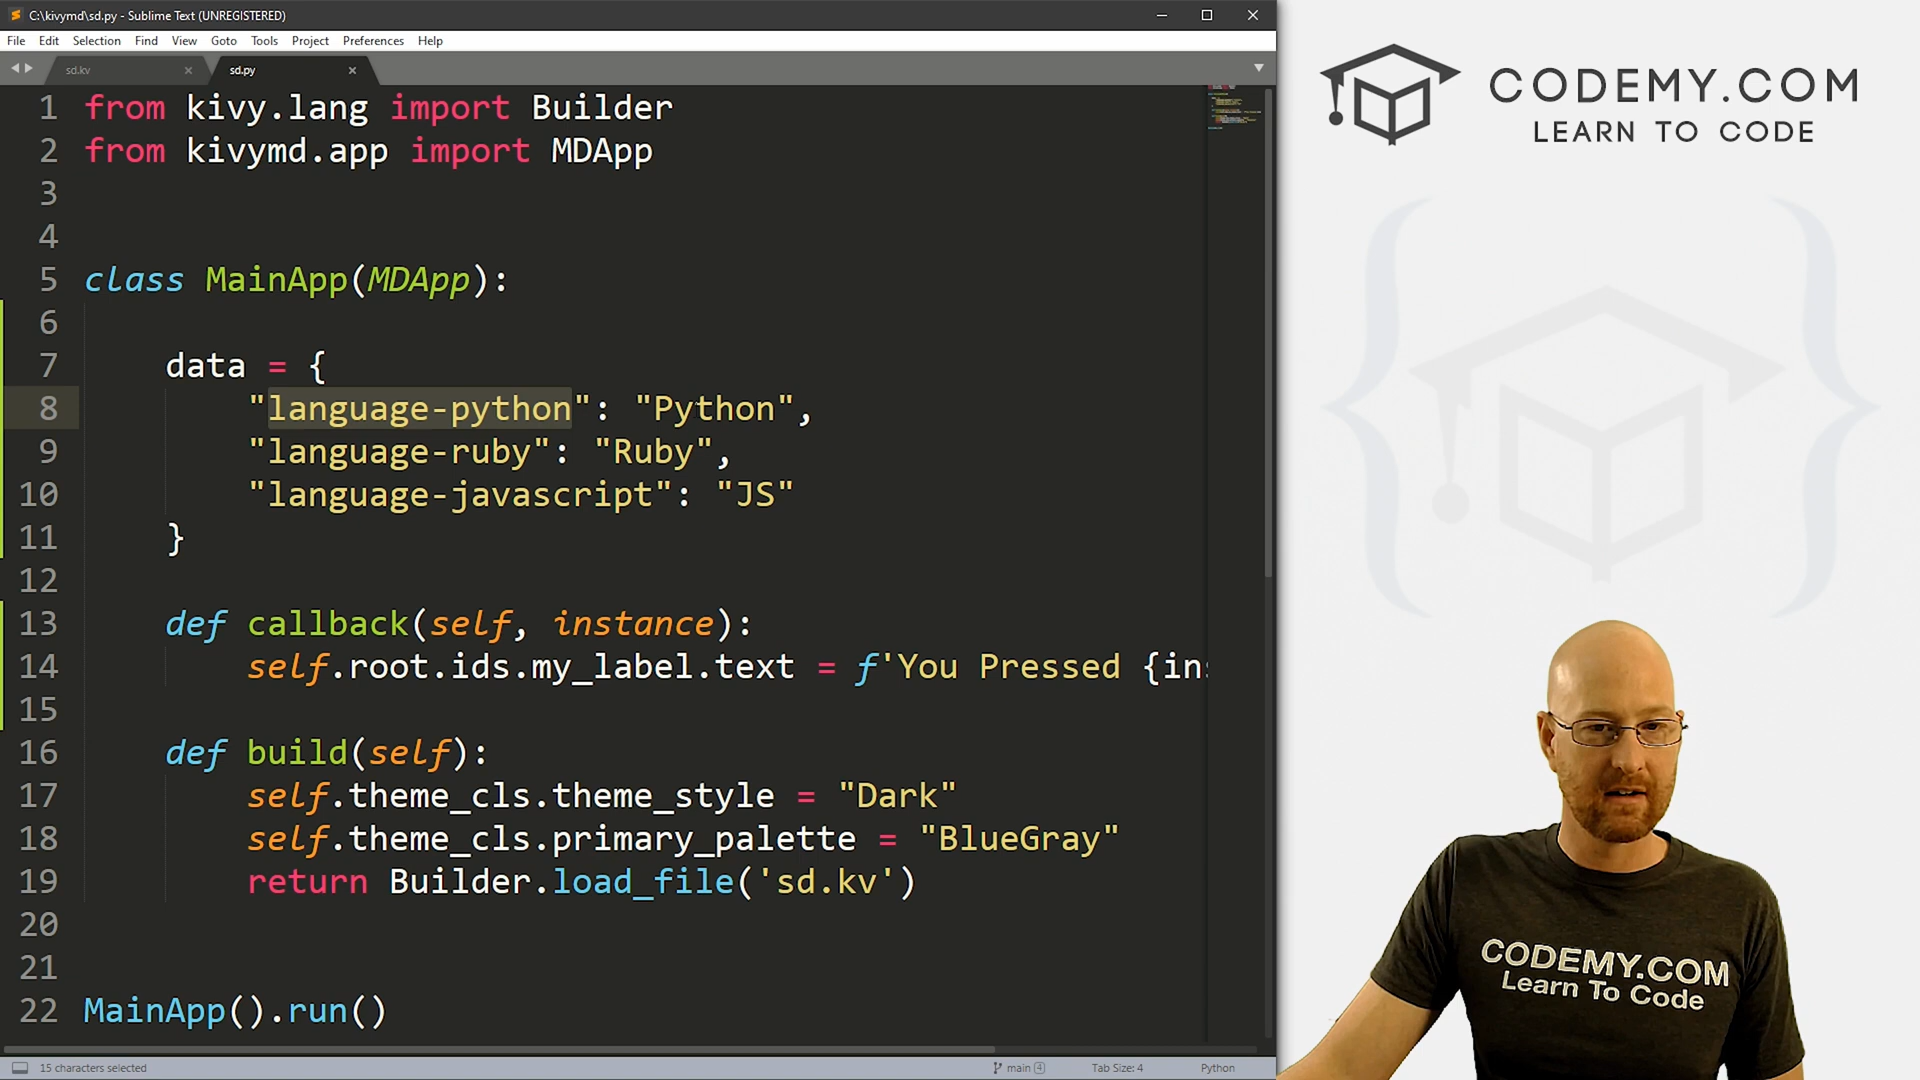 C:\kivymd\sd.py - Sublime Text (UNREGISTERED)
File Edit Selection Find View Goto Tools Project Preferences Help
sd.kv sd.py
1 from kivy.lang import Builder
2 from kivymd.app import MDApp
3
4
5 class MainApp(MDApp):
6
7 data = {
8 "language-python": "Python",
9 "language-ruby": "Ruby",
10 "language-javascript": "JS"
11 }
12
13 def callback(self, instance):
14 self.root.ids.my_label.text = f'You Pressed {ins
15
16 def build(self):
17 self.theme_cls.theme_style = "Dark"
18 self.theme_cls.primary_palette = "BlueGray"
19 return Builder.load_file('sd.kv')
20
21
22 MainApp().run()
15 characters selected main 4 Tab Size: 4 Python
CODEMY.COM
LEARN TO CODE
CODEMY.COM
Learn To Code